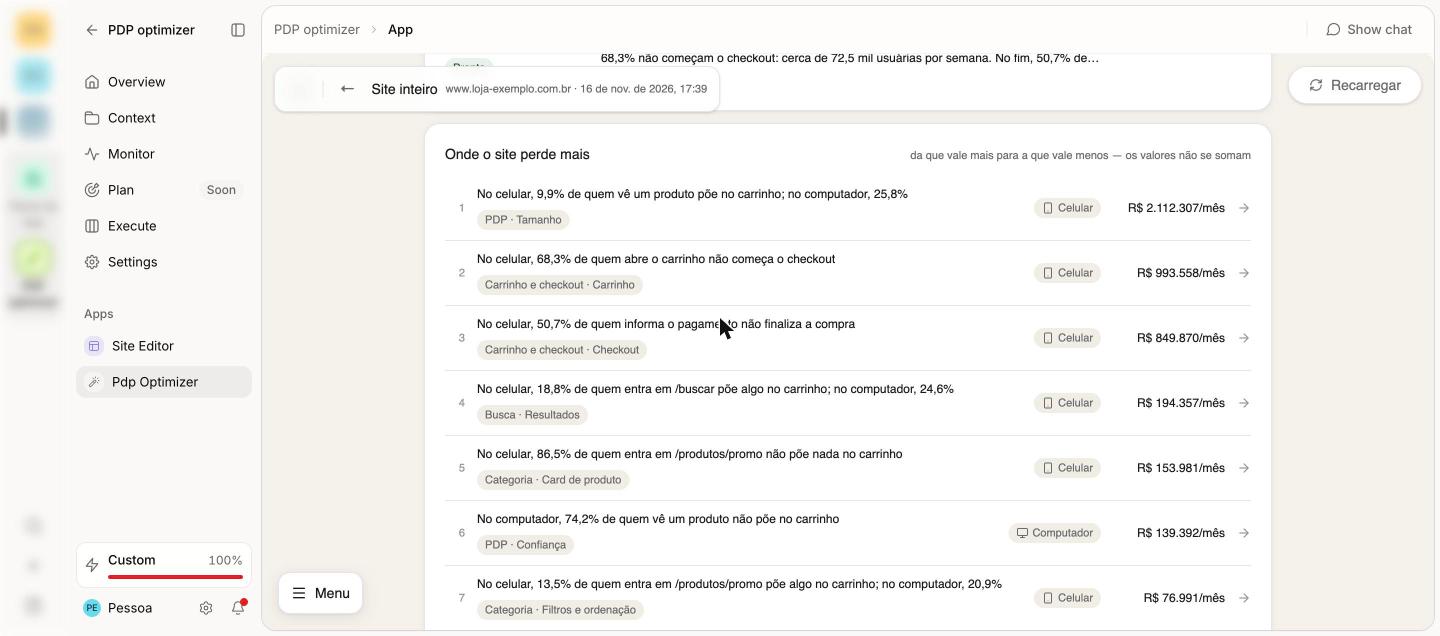 PDP optimizer
Overview
Context
Monitor
Plan
Soon
Execute
Settings
Apps
Site Editor
Pdp Optimizer
Custom
100%
PE
Pessoa
PDP optimizer
App
Show chat
68,3% não começam o checkout: cerca de 72,5 mil usuárias por semana. No fim, 50,7% de…
Site inteiro www.loja-exemplo.com.br · 16 de nov. de 2026, 17:39
Recarregar
Onde o site perde mais
da que vale mais para a que vale menos — os valores não se somam
1
No celular, 9,9% de quem vê um produto põe no carrinho; no computador, 25,8%
PDP · Tamanho
Celular
R$ 2.112.307/mês
2
No celular, 68,3% de quem abre o carrinho não começa o checkout
Carrinho e checkout · Carrinho
Celular
R$ 993.558/mês
3
No celular, 50,7% de quem informa o pagamento não finaliza a compra
Carrinho e checkout · Checkout
Celular
R$ 849.870/mês
4
No celular, 18,8% de quem entra em /buscar põe algo no carrinho; no computador, 24,6%
Busca · Resultados
Celular
R$ 194.357/mês
5
No celular, 86,5% de quem entra em /produtos/promo não põe nada no carrinho
Categoria · Card de produto
Celular
R$ 153.981/mês
6
No computador, 74,2% de quem vê um produto não põe no carrinho
PDP · Confiança
Computador
R$ 139.392/mês
7
No celular, 13,5% de quem entra em /produtos/promo põe algo no carrinho; no computador, 20,9%
Categoria · Filtros e ordenação
Celular
R$ 76.991/mês
Menu